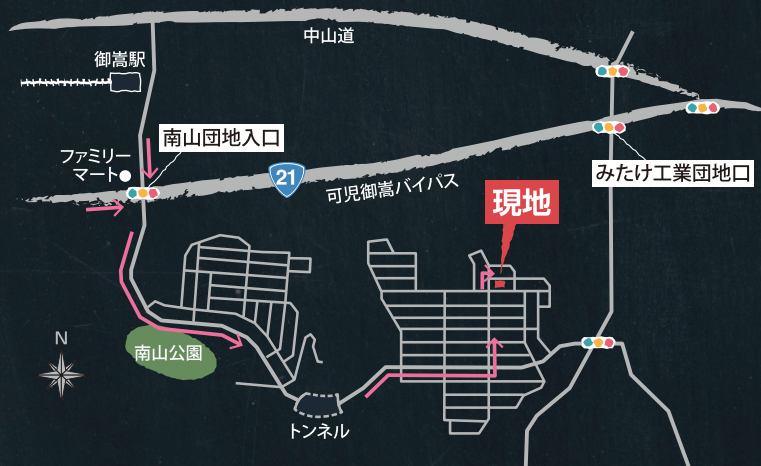 中山道
御嵩駅
南山団地入口
ファミリー
マート
21
可児御嵩バイパス
みたけ工業団地口
現地
N
南山公園
トンネル